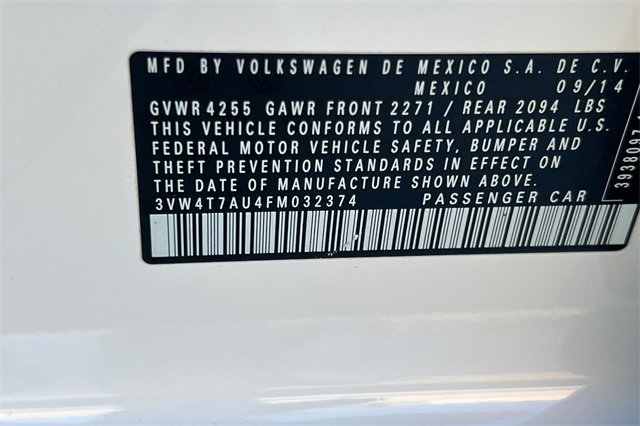 MFD BY VOLKSWAGEN DE MEXICO S.A. DE C.V.
MEXICO 09/14
GVWR 4255 GAWR FRONT 2271 / REAR 2094 LBS
THIS VEHICLE CONFORMS TO ALL APPLICABLE U.S.
FEDERAL MOTOR VEHICLE SAFETY, BUMPER AND
THEFT PREVENTION STANDARDS IN EFFECT ON
THE DATE OF MANUFACTURE SHOWN ABOVE.
3VW4T7AU4FM032374 PASSENGER CAR